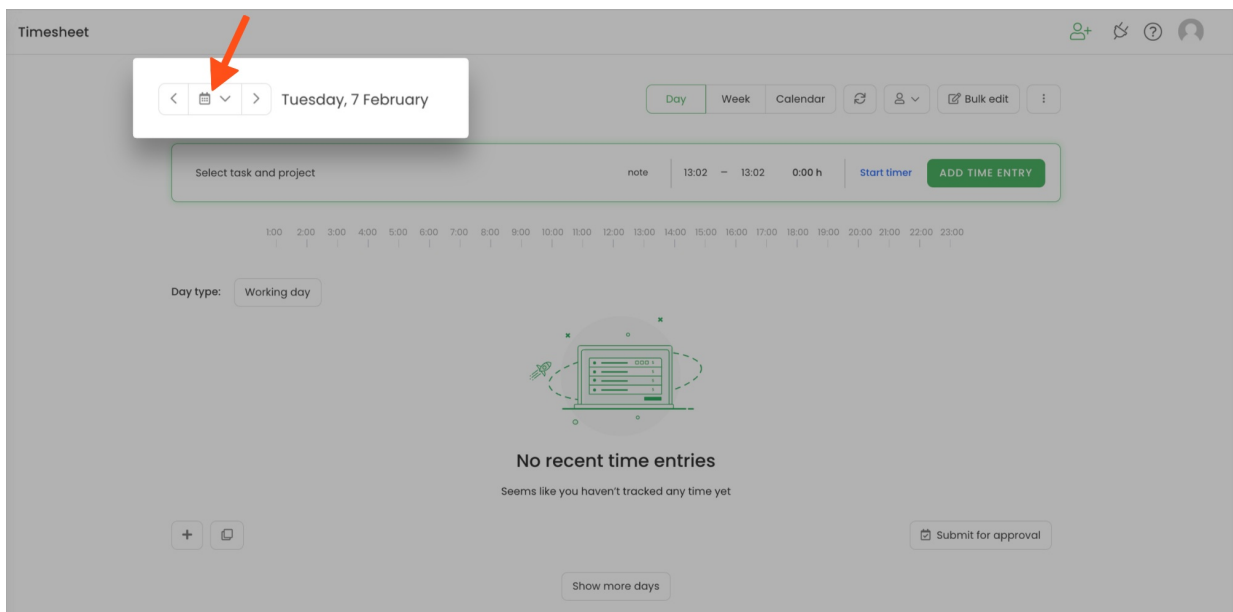 Timesheet
Tuesday, 7 February
Day Week Calendar Bulk edit
Select task and project note 13:02 – 13:02 0:00 h Start timer ADD TIME ENTRY
1:00 2:00 3:00 4:00 5:00 6:00 7:00 8:00 9:00 10:00 11:00 12:00 13:00 14:00 15:00 16:00 17:00 18:00 19:00 20:00 21:00 22:00 23:00
Day type: Working day
No recent time entries
Seems like you haven't tracked any time yet
Submit for approval
Show more days